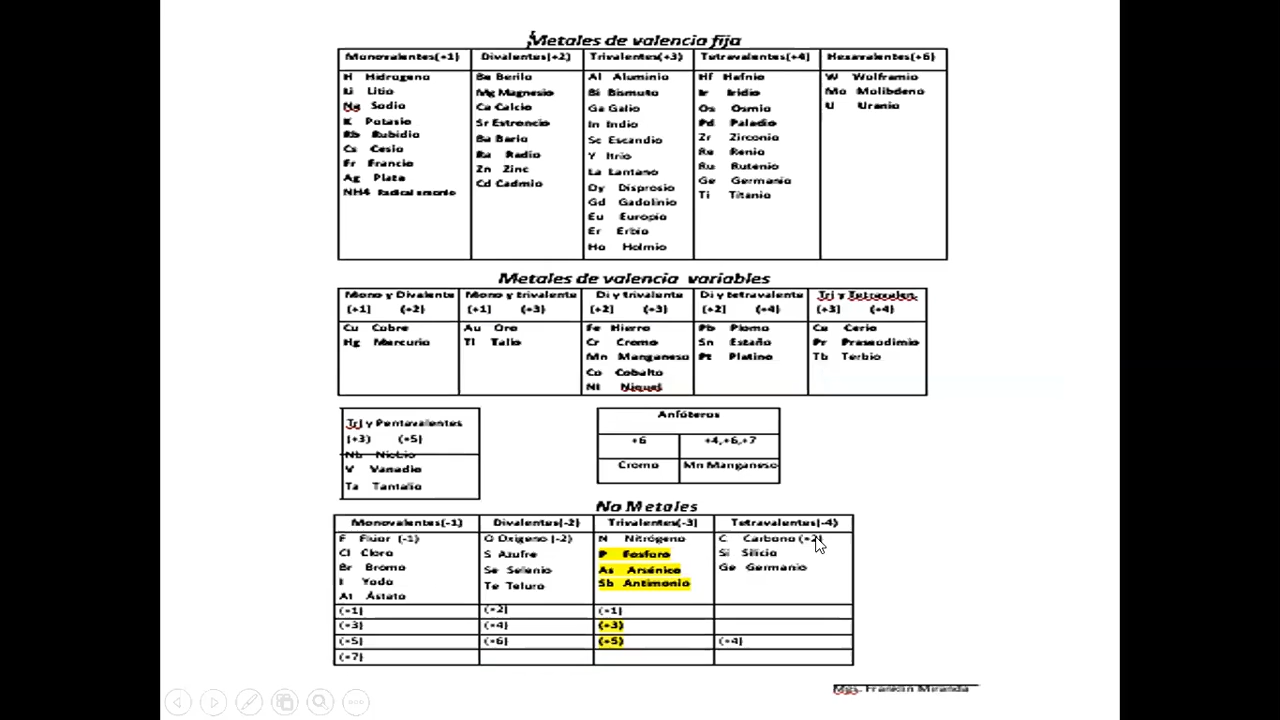 Metales de valencia fija
Monovalentes(+1) Divalentes(+2) Trivalentes(+3) Tetravalentes(+4) Hexavalentes(+6)
H Hidrogeno Be Berilo Al Aluminio Hf Hafnio W Wolframio
Li Litio Mg Magnesio Bi Bismuto Ir Iridio Mo Molibdeno
Na Sodio Ca Calcio Ga Galio Os Osmio U Uranio
K Potasio Sr Estroncio In Indio Pd Paladio
Rb Rubidio Ba Bario Sc Escandio Zr Zirconio
Cs Cesio Ra Radio Y Itrio Re Renio
Fr Francio Zn Zinc La Lantano Ru Rutenio
Ag Plata Cd Cadmio Dy Disprosio Ge Germanio
NH4 Radical amonio Gd Gadolinio Ti Titanio
Eu Europio
Er Erbio
Ho Holmio
Metales de valencia variables
Mono y Divalente Mono y trivalente Di y trivalente Di y tetravalente Tri y Tetravalen.
(+1) (+2) (+1) (+3) (+2) (+3) (+2) (+4) (+3) (+4)
Cu Cobre Au Oro Fe Hierro Pb Plomo Ce Cerio
Hg Mercurio Tl Talio Cr Cromo Sn Estaño Pr Praseodimio
Mn Manganeso Pt Platino Tb Terbio
Co Cobalto
Ni Niquel
Tri y Pentavalentes
(+3) (+5)
Nb Niobio
V Vanadio
Ta Tantalio
Anfóteros
+6 +4,+6,+7
Cromo Mn Manganeso
No Metales
Monovalentes(-1) Divalentes(-2) Trivalentes(-3) Tetravalentes(-4)
F Flúor (-1) O Oxigeno (-2) N Nitrógeno C Carbono (+2)
Cl Cloro S Azufre P Fosforo Si Silicio
Br Bromo Se Selenio As Arsénico Ge Germanio
I Yodo Te Teluro Sb Antimonio
At Ástato
(+1) (+2) (+1)
(+3) (+4) (+3)
(+5) (+6) (+5) (+4)
(+7)
Mgs. Franklin Miranda